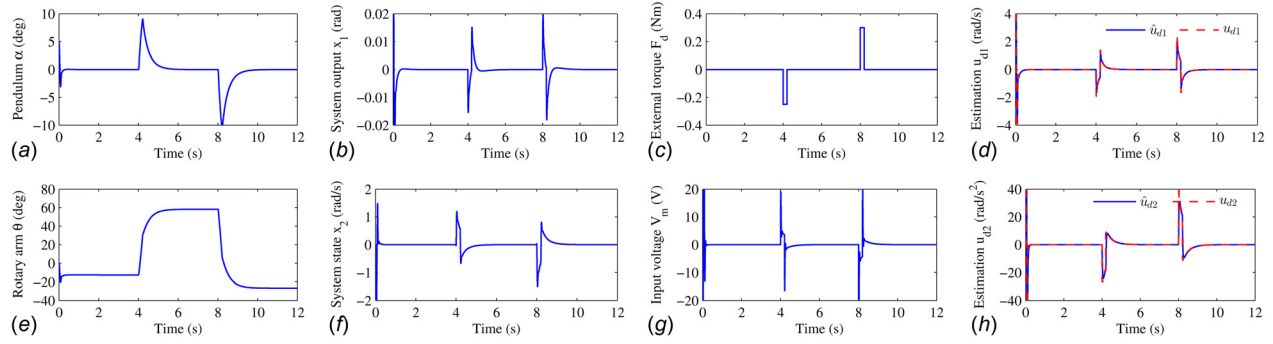 Pendulum α (deg)
10
5
0
−5
−10
0 2 4 6 8 10 12
Time (s)
(a)
System output x1 (rad)
0.02
0.01
0
−0.01
−0.02
0 2 4 6 8 10 12
Time (s)
(b)
External torque Fd (Nm)
0.4
0.2
0
−0.2
−0.4
0 2 4 6 8 10 12
Time (s)
(c)
Estimation ud1 (rad/s)
4
2
0
−2
−4
0 2 4 6 8 10 12
Time (s)
(d)
ûd1 ud1
Rotary arm θ (deg)
80
60
40
20
0
−20
−40
0 2 4 6 8 10 12
Time (s)
(e)
System state x2 (rad/s)
2
1
0
−1
−2
0 2 4 6 8 10 12
Time (s)
(f)
Input voltage Vm (V)
20
10
0
−10
−20
0 2 4 6 8 10 12
Time (s)
(g)
Estimation ud2 (rad/s²)
40
20
0
−20
−40
0 2 4 6 8 10 12
Time (s)
(h)
ûd2 ud2